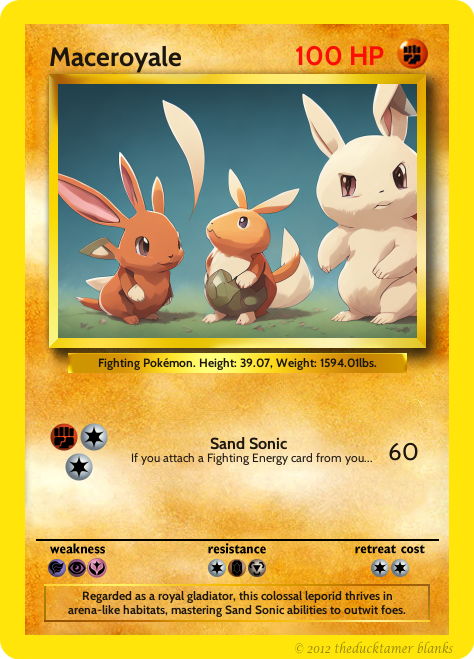 Maceroyale
100 HP
Fighting Pokémon. Height: 39.07, Weight: 1594.01lbs.
Sand Sonic
If you attach a Fighting Energy card from you...
60
weakness
resistance
retreat cost
Regarded as a royal gladiator, this colossal leporid thrives in
arena-like habitats, mastering Sand Sonic abilities to outwit foes.
© 2012 theducktamer blanks